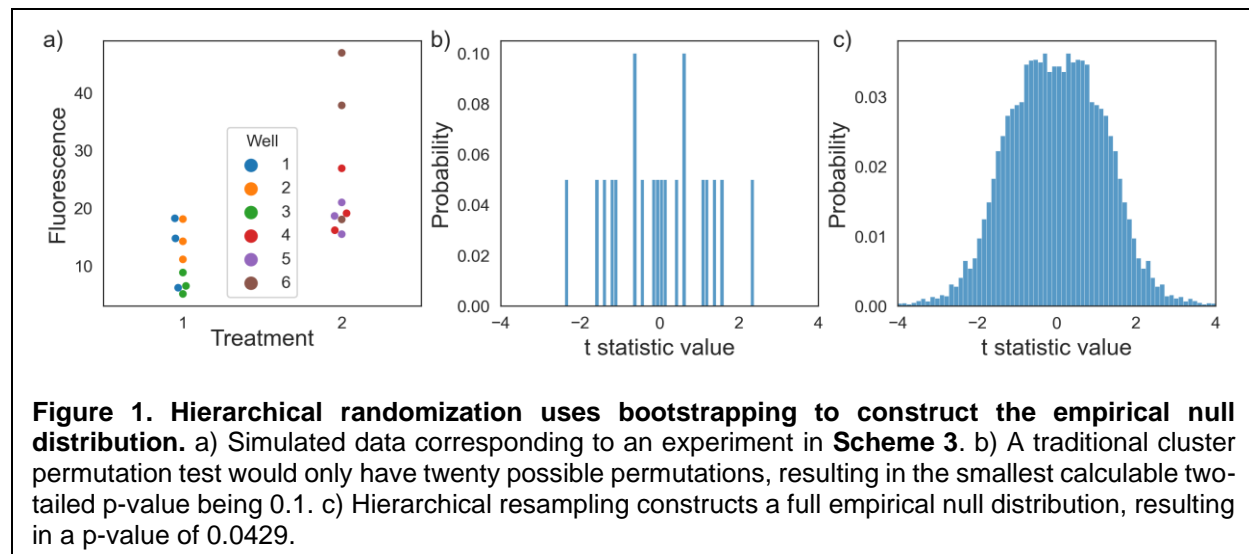 a)
Fluorescence
40
30
20
10
Well
1
2
3
4
5
6
1
2
Treatment
b)
Probability
0.10
0.08
0.06
0.04
0.02
0.00
−4
−2
0
2
4
t statistic value
c)
Probability
0.03
0.02
0.01
0.00
−4
−2
0
2
4
t statistic value
Figure 1. Hierarchical randomization uses bootstrapping to construct the empirical null
distribution. a) Simulated data corresponding to an experiment in Scheme 3. b) A traditional cluster
permutation test would only have twenty possible permutations, resulting in the smallest calculable two-
tailed p-value being 0.1. c) Hierarchical resampling constructs a full empirical null distribution, resulting
in a p-value of 0.0429.